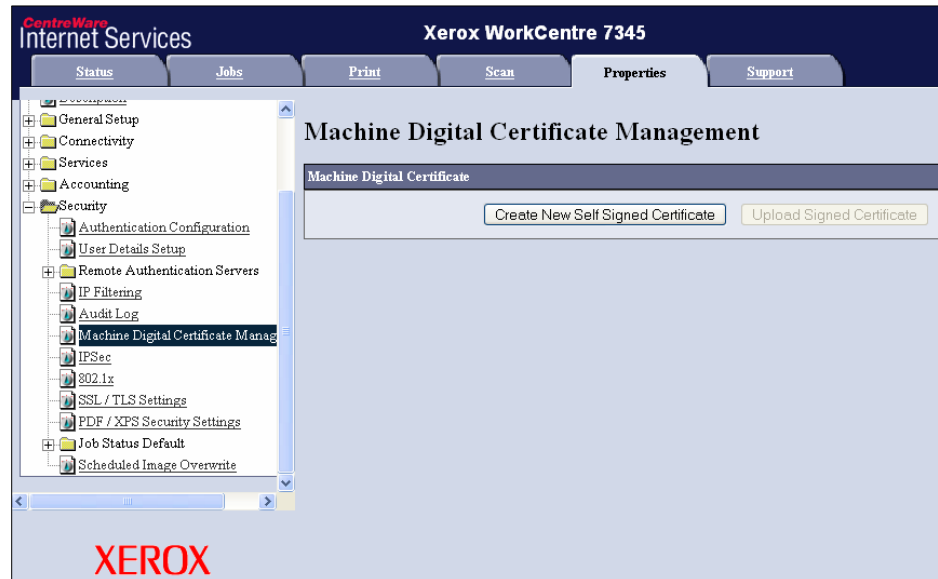 CentreWare
Internet Services
Xerox WorkCentre 7345
Status Jobs Print Scan Properties Support
Description
General Setup
Connectivity
Services
Accounting
Security
Authentication Configuration
User Details Setup
Remote Authentication Servers
IP Filtering
Audit Log
Machine Digital Certificate Manag
IPSec
802.1x
SSL / TLS Settings
PDF / XPS Security Settings
Job Status Default
Scheduled Image Overwrite
XEROX
Machine Digital Certificate Management
Machine Digital Certificate
Create New Self Signed Certificate Upload Signed Certificate